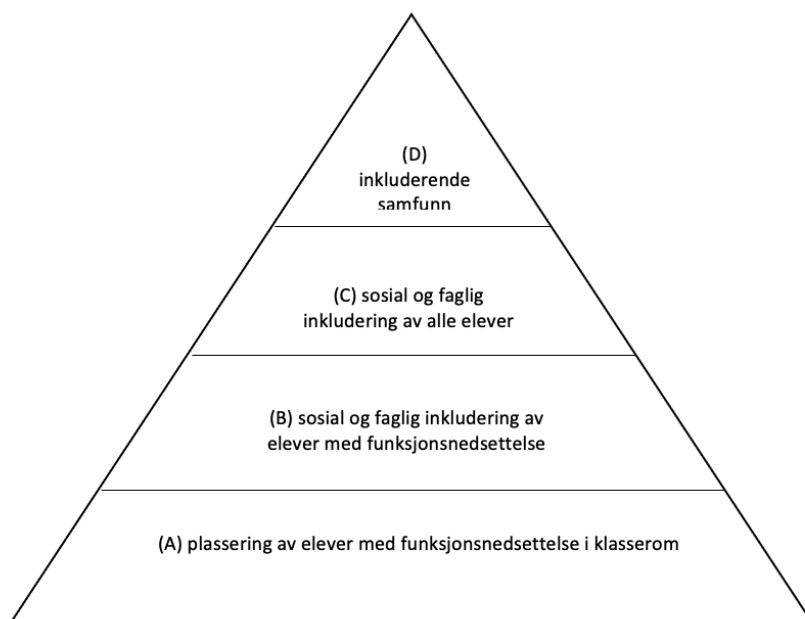 (D)
inkluderende
samfunn
(C) sosial og faglig
inkludering av alle elever
(B) sosial og faglig inkludering av
elever med funksjonsnedsettelse
(A) plassering av elever med funksjonsnedsettelse i klasserom